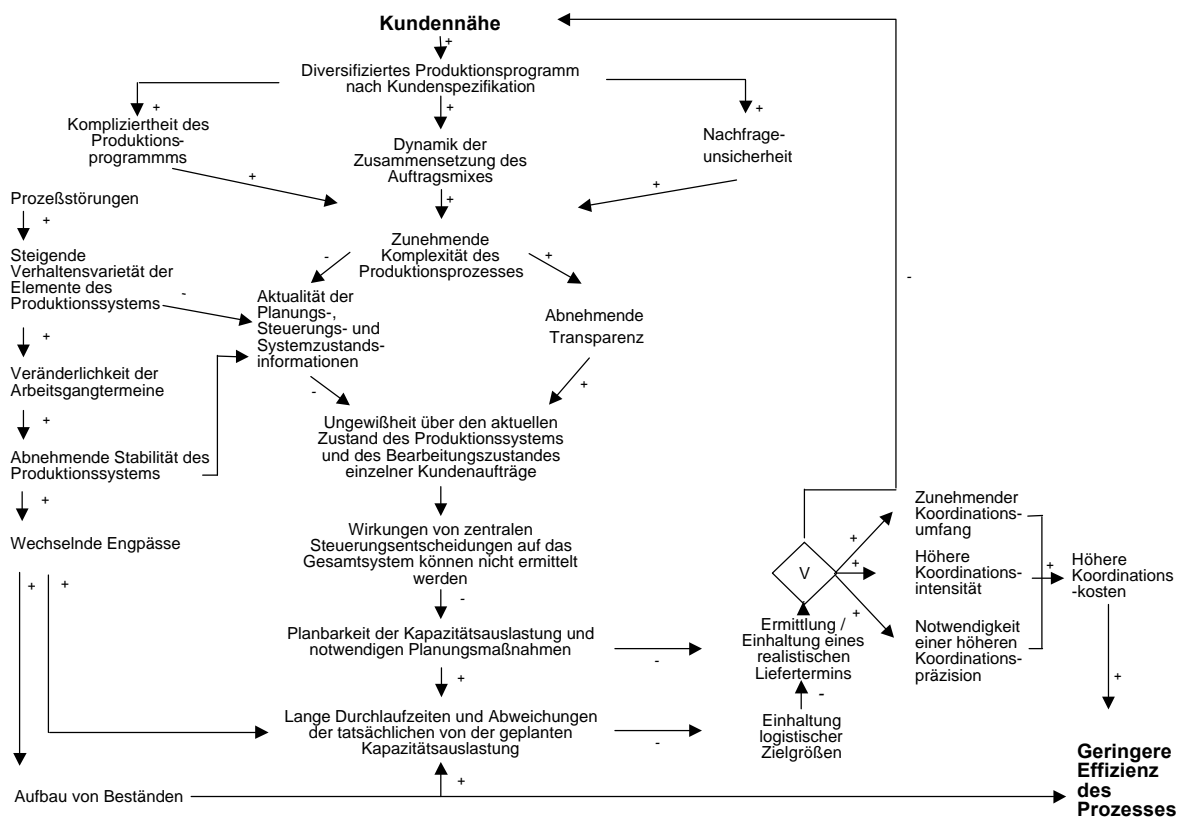 Kundennähe
+
Diversifiziertes Produktionsprogramm
nach Kundenspezifikation
+
+
+
Kompliziertheit des
Produktions-
programmms
Dynamik der
Zusammensetzung des
Auftragsmixes
Nachfrage-
unsicherheit
+
+
+
Prozeßstörungen
+
Steigende
Verhaltensvarietät der
Elemente des
Produktionssystems
-
Zunehmende
Komplexität des
Produktionsprozesses
-
+
-
Aktualität der
Planungs-,
Steuerungs- und
Systemzustands-
informationen
Abnehmende
Transparenz
+
Veränderlichkeit der
Arbeitsgangtermeine
+
-
+
Abnehmende Stabilität des
Produktionssystems
Ungewißheit über den aktuellen
Zustand des Produktionssystems
und des Bearbeitungszustandes
einzelner Kundenaufträge
+
+
Wechselnde Engpässe
+
+
Wirkungen von zentralen
Steuerungsentscheidungen auf das
Gesamtsystem können nicht ermittelt
werden
-
Planbarkeit der Kapazitätsauslastung und
notwendigen Planungsmaßnahmen
-
+
Lange Durchlaufzeiten und Abweichungen
der tatsächlichen von der geplanten
Kapazitätsauslastung
-
+
Aufbau von Beständen
V
+
+
+
Ermittlung /
Einhaltung eines
realistischen
Liefertermins
-
Einhaltung
logistischer
Zielgrößen
Zunehmender
Koordinations-
umfang
Höhere
Koordinations-
intensität
Notwendigkeit
einer höheren
Koordinations-
präzision
+
Höhere
Koordinations
-kosten
+
Geringere
Effizienz
des
Prozesses